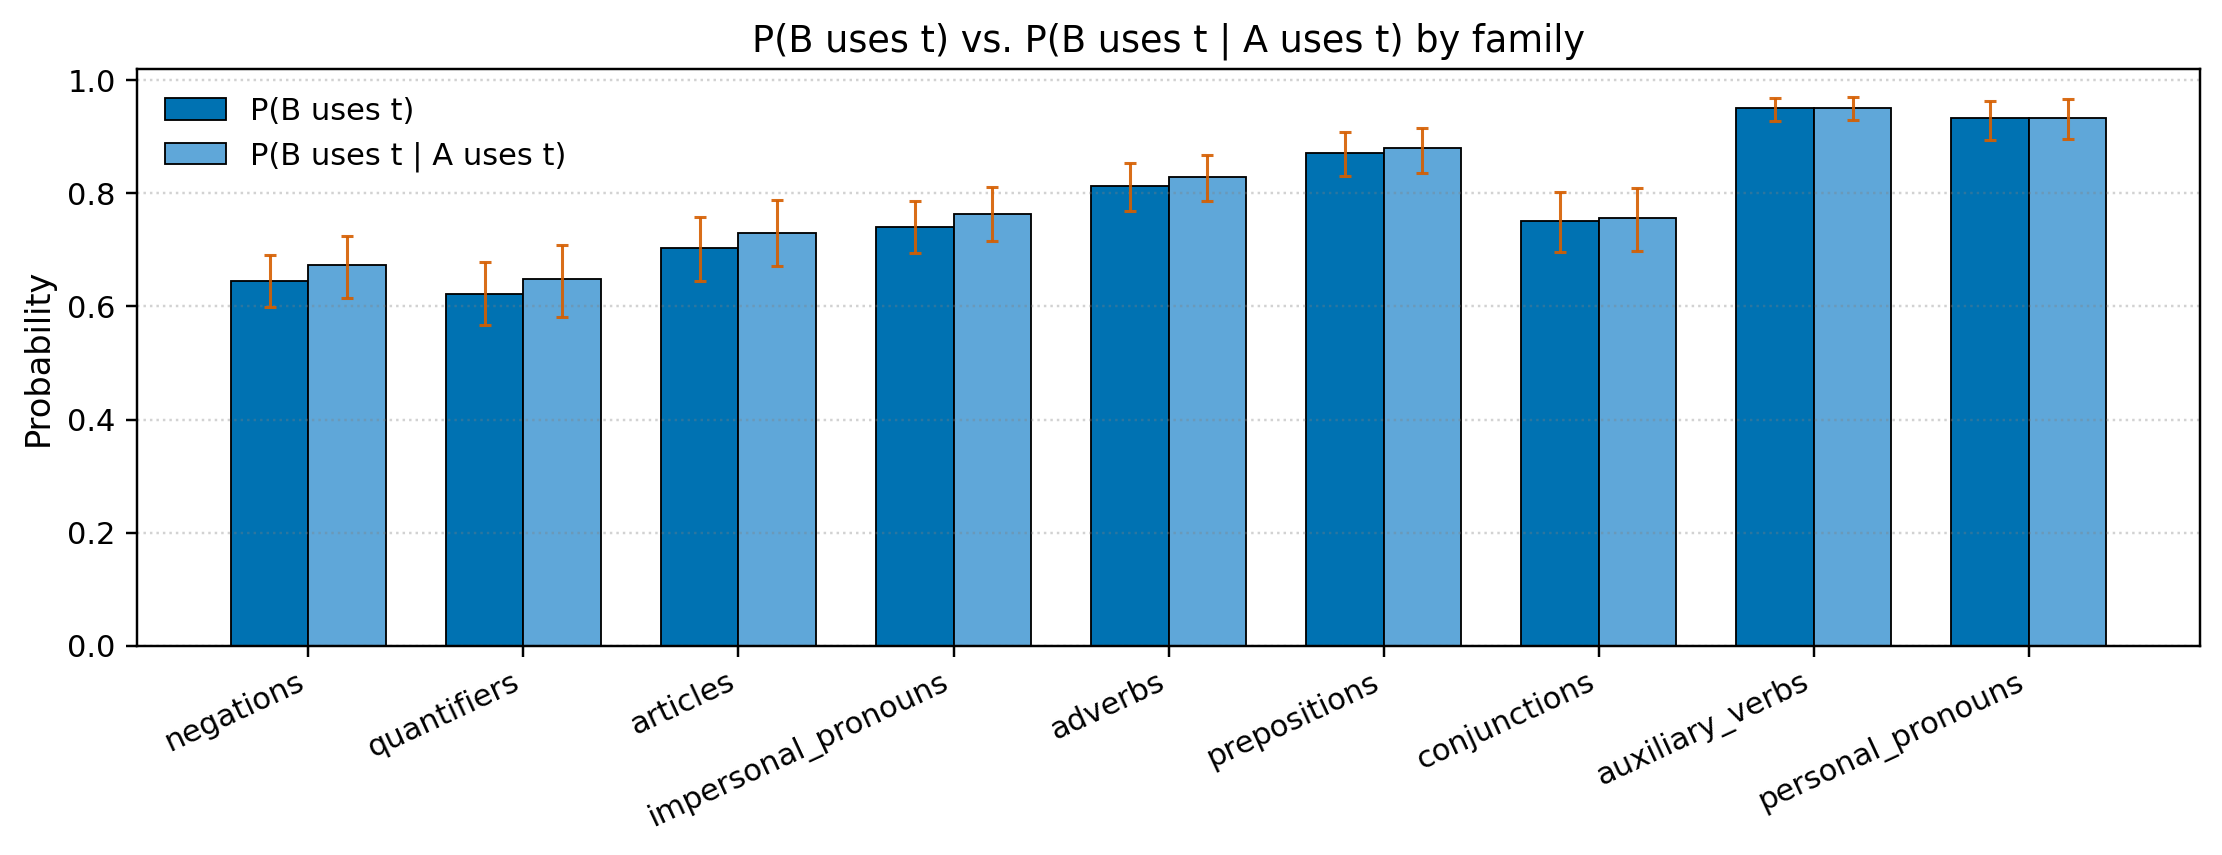 P(B uses t) vs. P(B uses t | A uses t) by family
P(B uses t)
P(B uses t | A uses t)
Probability
1.0
0.8
0.6
0.4
0.2
0.0
negations
quantifiers
articles
impersonal_pronouns
adverbs
prepositions
conjunctions
auxiliary_verbs
personal_pronouns